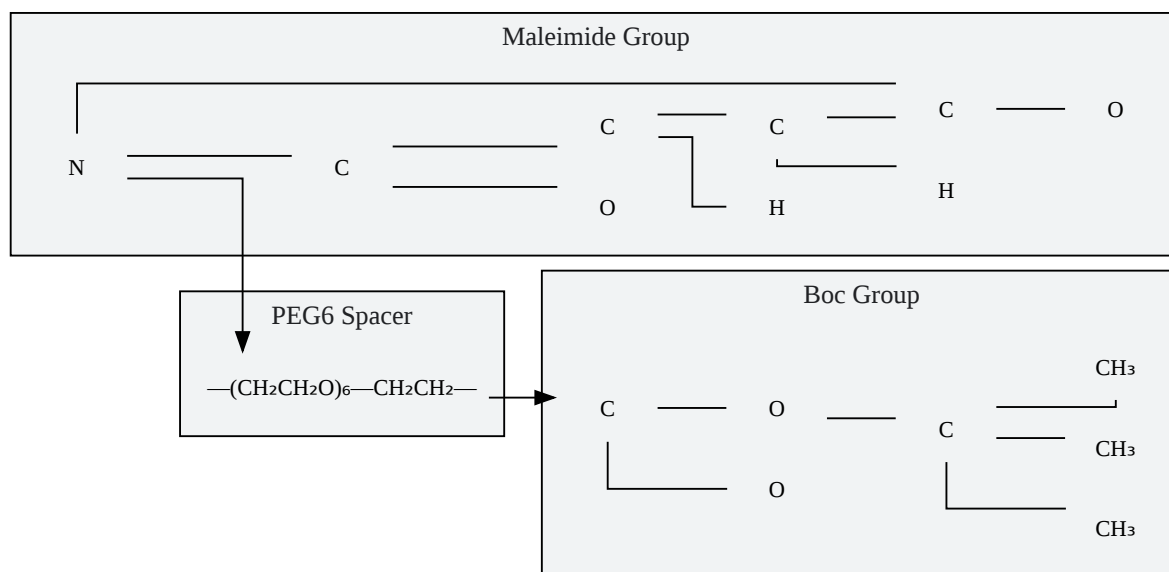 Maleimide Group
C O
C C
N C
H
O H
Boc Group
PEG6 Spacer
CH₃
—(CH₂CH₂O)₆—CH₂CH₂—
C O
C
CH₃
O
CH₃